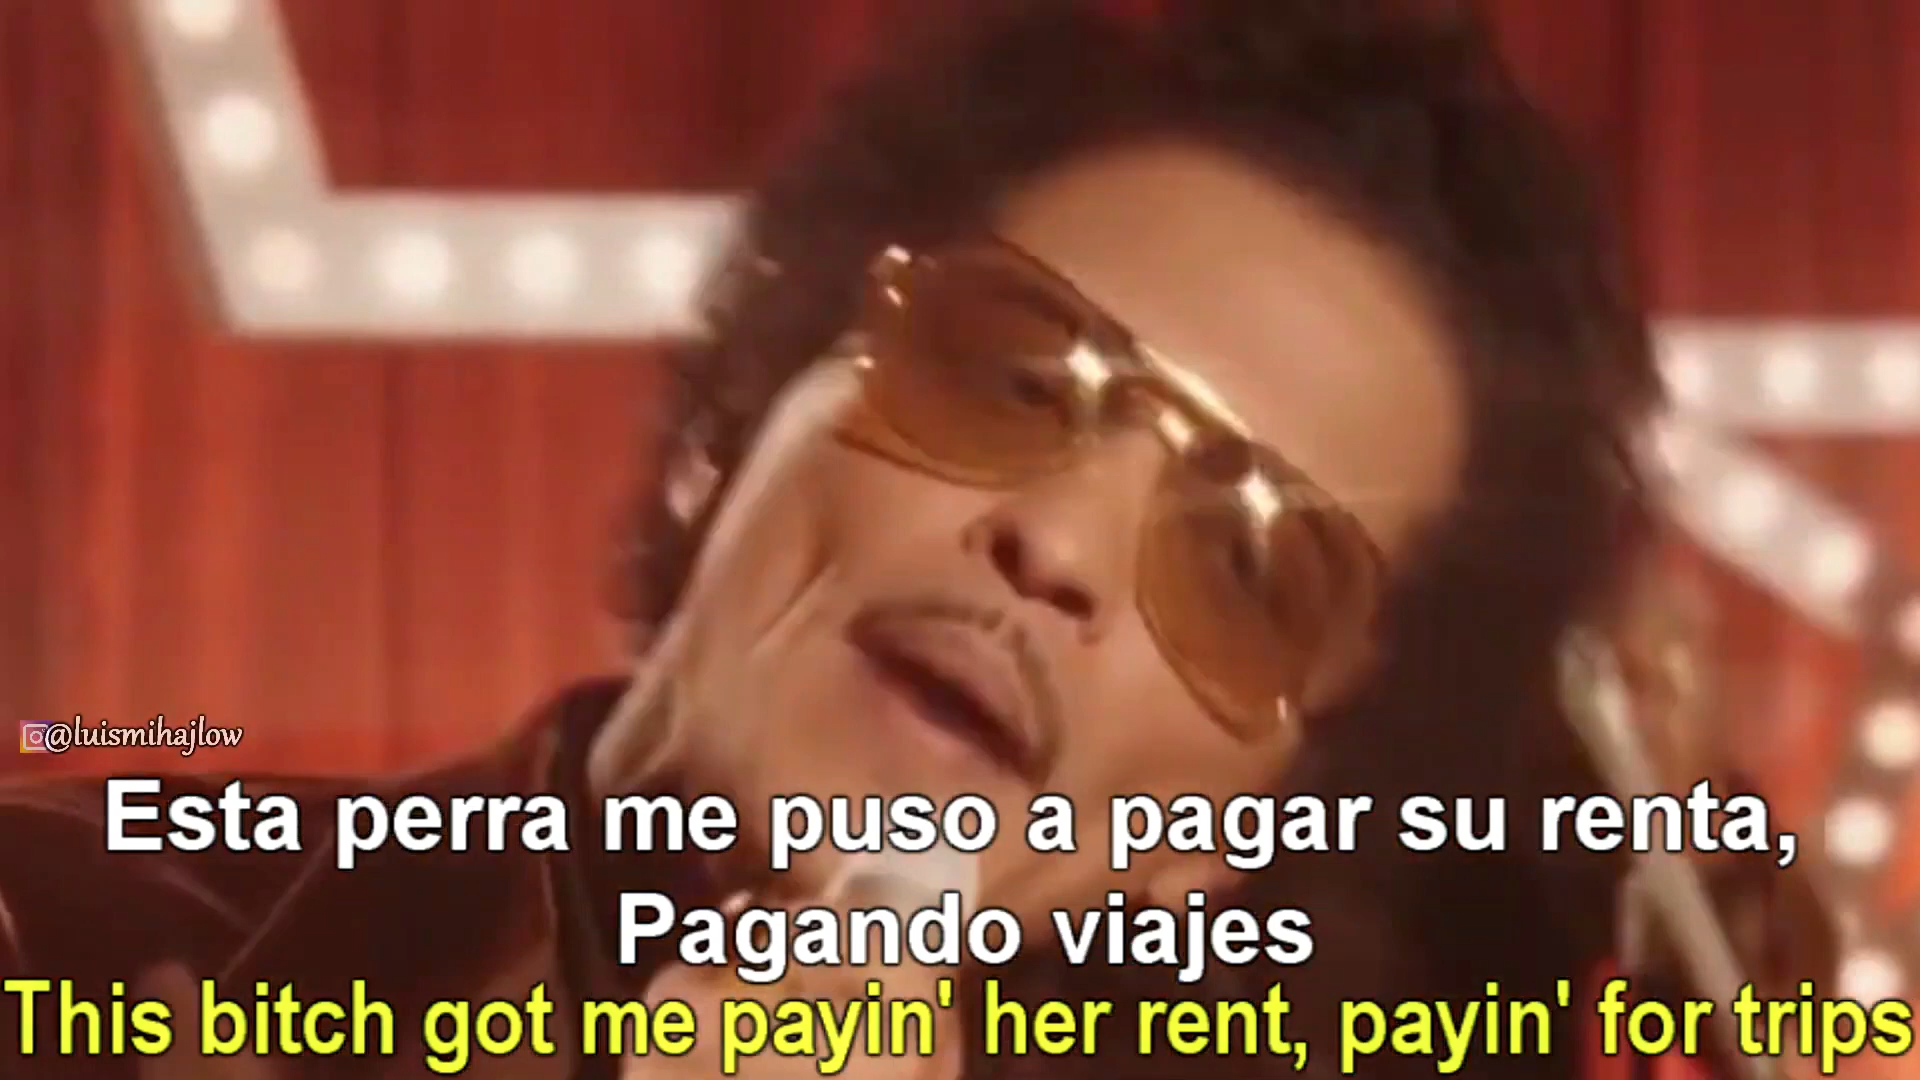 @luismihajlow
Esta perra me puso a pagar su renta,
Pagando viajes
This bitch got me payin' her rent, payin' for trips